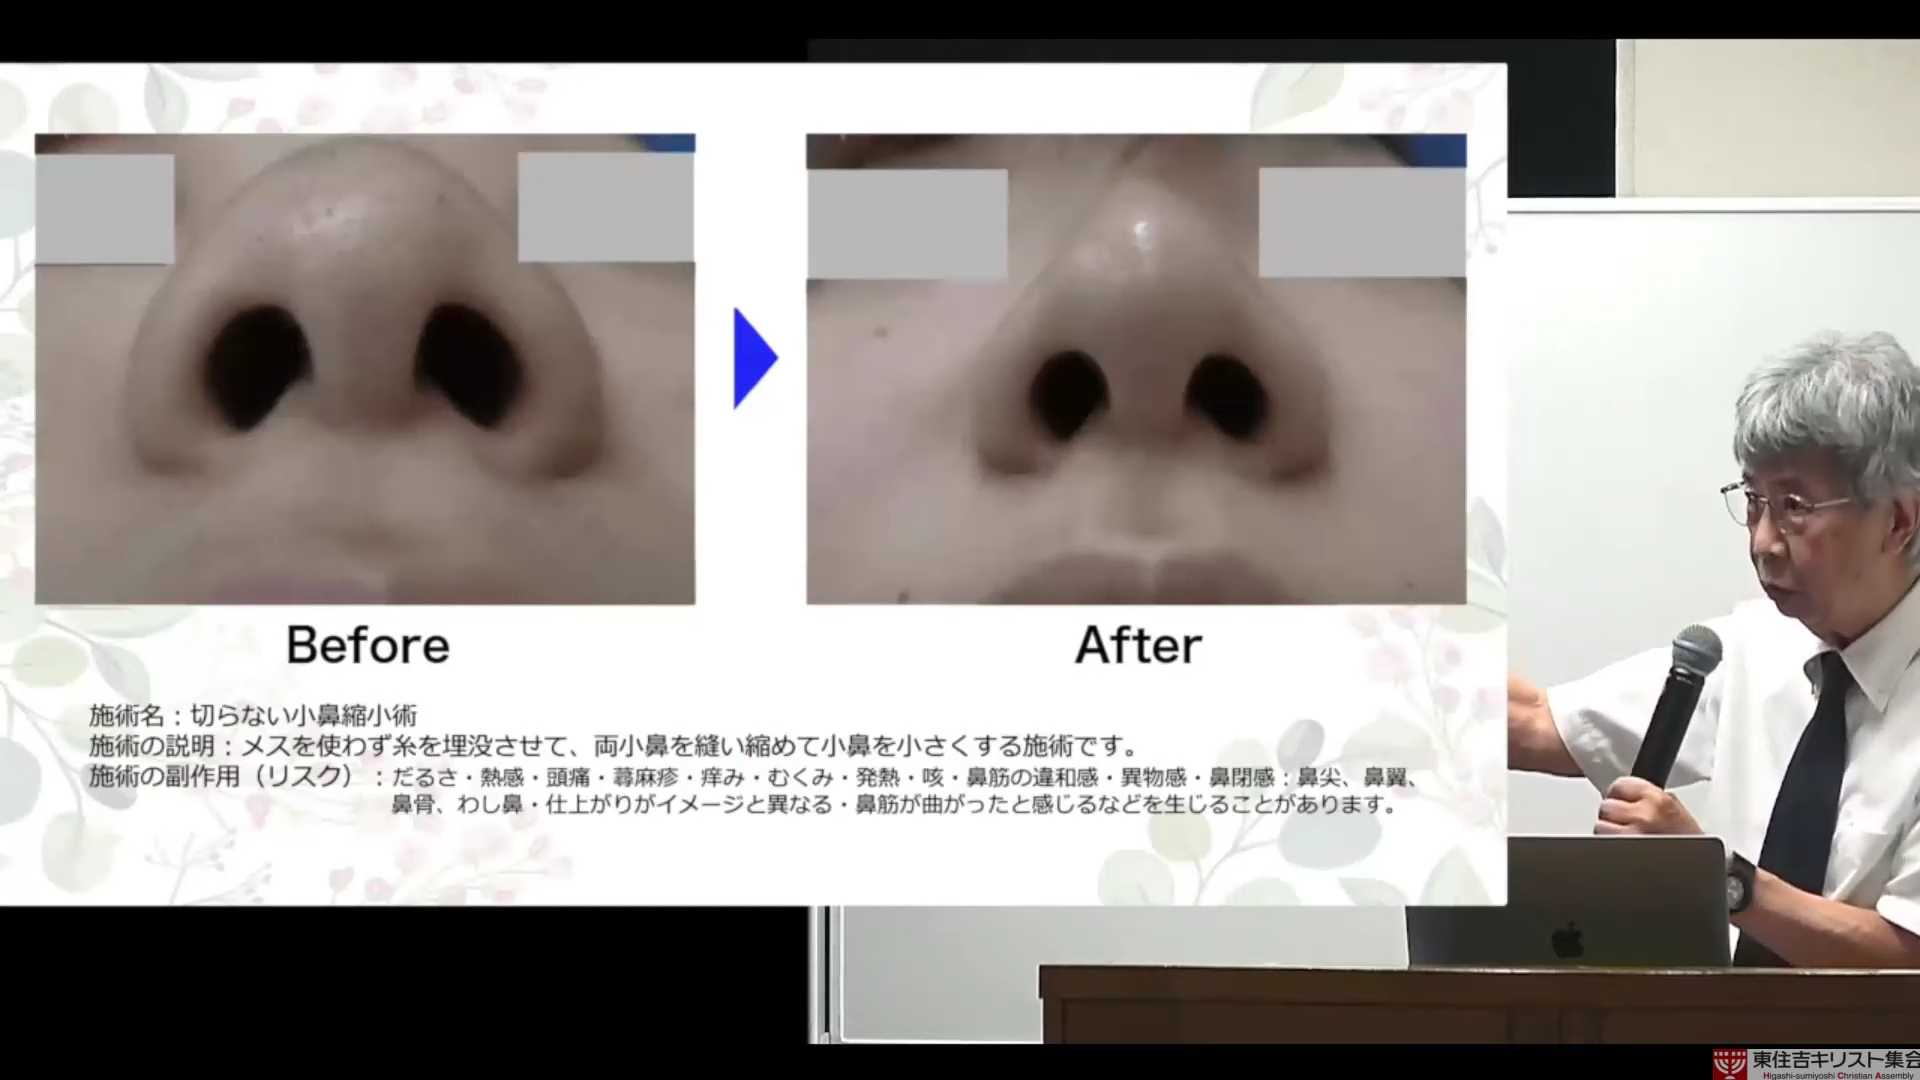 Before
After
施術名：切らない小鼻縮小術
施術の説明：メスを使わず糸を埋没させて、両小鼻を縫い縮めて小鼻を小さくする施術です。
施術の副作用（リスク）：だるさ・熱感・頭痛・蕁麻疹・痒み・むくみ・発熱・咳・鼻筋の違和感・異物感・鼻閉感：鼻尖、鼻翼、
鼻骨、わし鼻・仕上がりがイメージと異なる・鼻筋が曲がったと感じるなどを生じることがあります。
東住吉キリスト集会
Higashi-sumiyoshi Christian Assembly